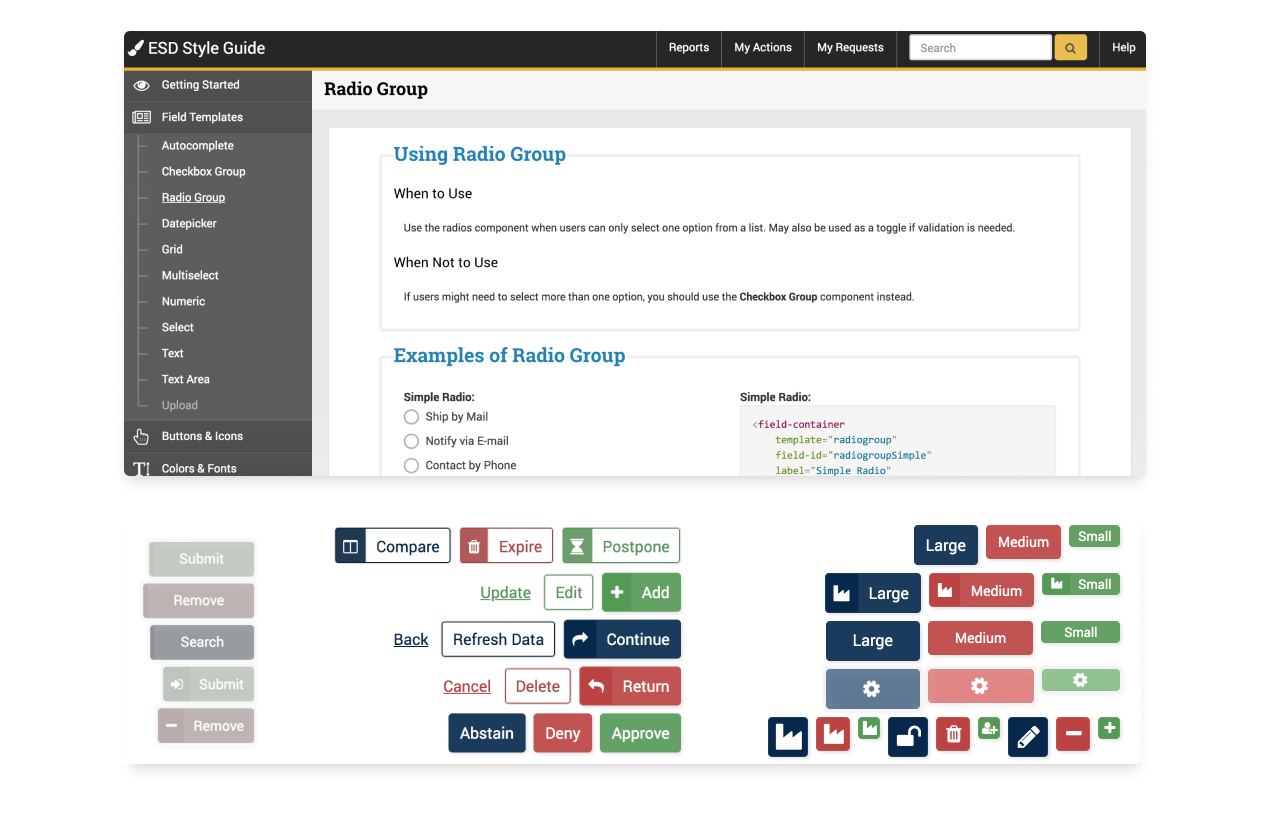 ESD Style Guide
Reports
My Actions
My Requests
Search
Help
Getting Started
Field Templates
Autocomplete
Checkbox Group
Radio Group
Datepicker
Grid
Multiselect
Numeric
Select
Text
Text Area
Upload
Buttons & Icons
Colors & Fonts
Radio Group
Using Radio Group
When to Use
Use the radios component when users can only select one option from a list. May also be used as a toggle if validation is needed.
When Not to Use
If users might need to select more than one option, you should use the Checkbox Group component instead.
Examples of Radio Group
Simple Radio:
Ship by Mail
Notify via E-mail
Contact by Phone
Simple Radio:
<field-container
template="radiogroup"
field-id="radiogroupSimple"
label="Simple Radio"
Submit
Remove
Search
Submit
Remove
Compare Expire Postpone
Update Edit Add
Back Refresh Data Continue
Cancel Delete Return
Abstain Deny Approve
Large Medium Small
Large Medium Small
Large Medium Small